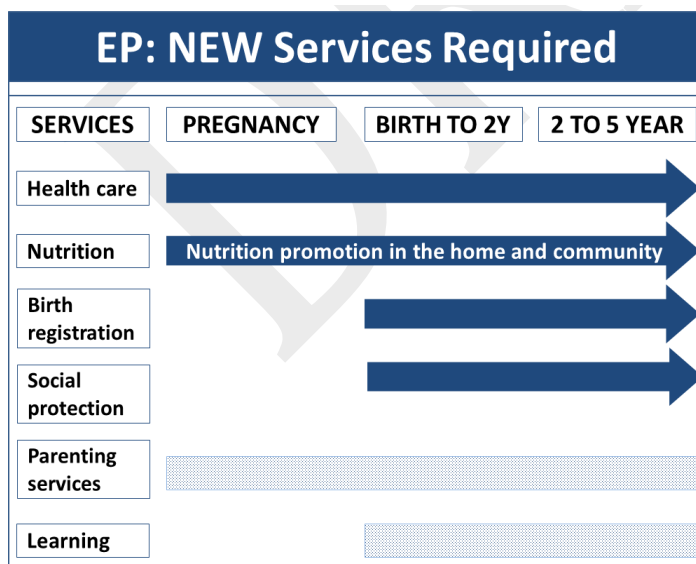 EP: NEW Services Required
SERVICES PREGNANCY BIRTH TO 2Y 2 TO 5 YEAR
Health care
Nutrition Nutrition promotion in the home and community
Birth
registration
Social
protection
Parenting
services
Learning